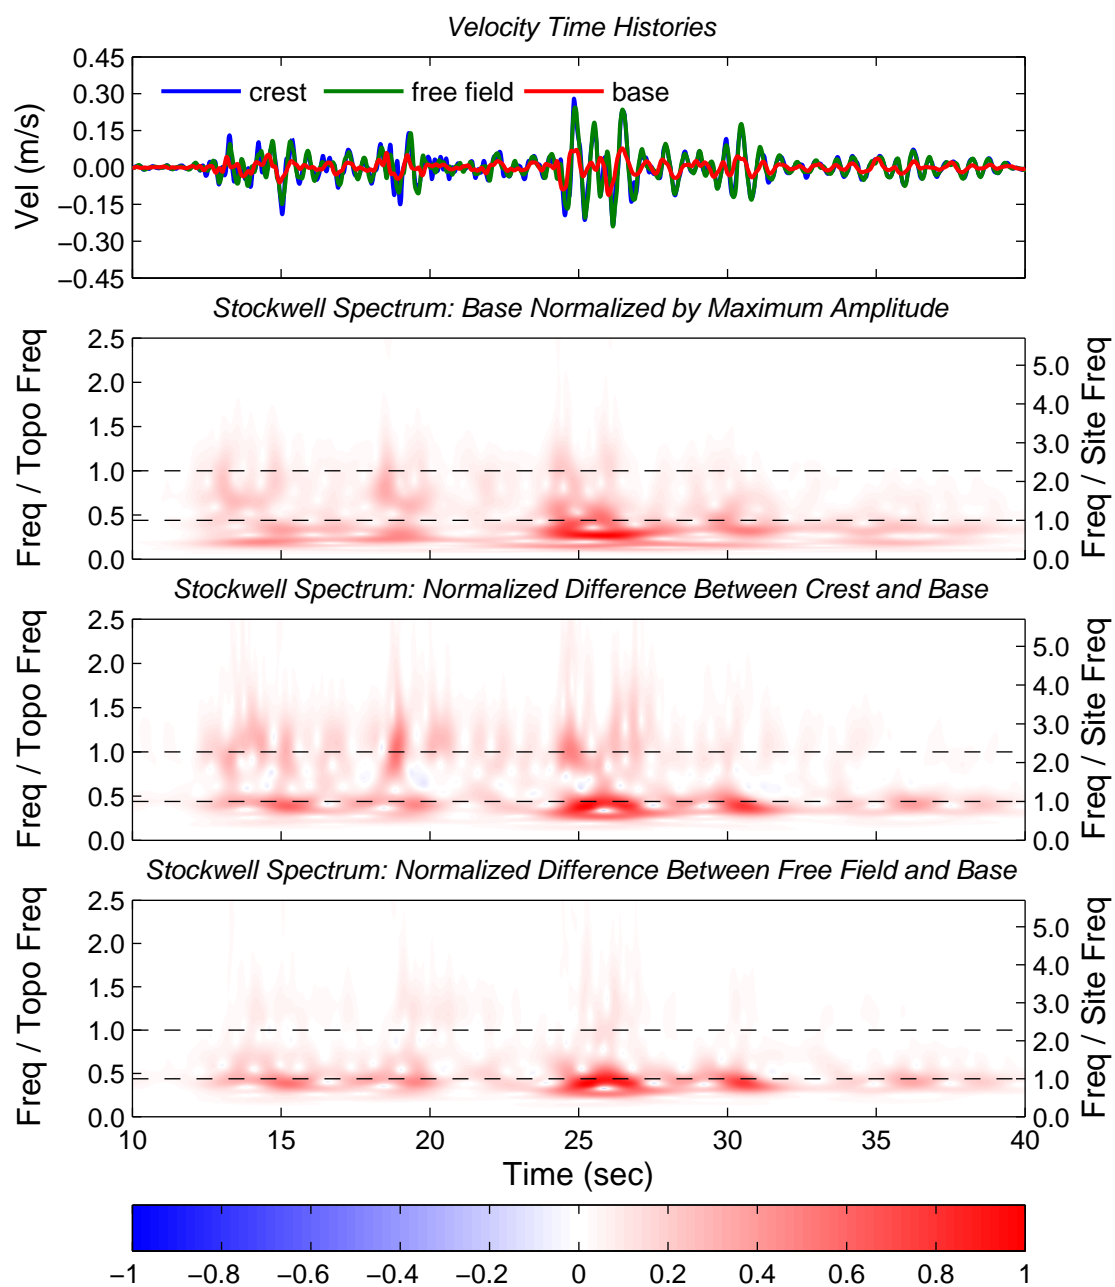 Velocity Time Histories
Vel (m/s)
0.45
0.30
0.15
0.00
−0.15
−0.30
−0.45
crest free field base
Stockwell Spectrum: Base Normalized by Maximum Amplitude
Freq / Topo Freq
2.5
2.0
1.5
1.0
0.5
0.0
5.0
4.0
3.0
2.0
1.0
0.0
Freq / Site Freq
Stockwell Spectrum: Normalized Difference Between Crest and Base
Freq / Topo Freq
2.5
2.0
1.5
1.0
0.5
0.0
5.0
4.0
3.0
2.0
1.0
0.0
Freq / Site Freq
Stockwell Spectrum: Normalized Difference Between Free Field and Base
Freq / Topo Freq
2.5
2.0
1.5
1.0
0.5
0.0
5.0
4.0
3.0
2.0
1.0
0.0
Freq / Site Freq
10 15 20 25 30 35 40
Time (sec)
−1 −0.8 −0.6 −0.4 −0.2 0 0.2 0.4 0.6 0.8 1